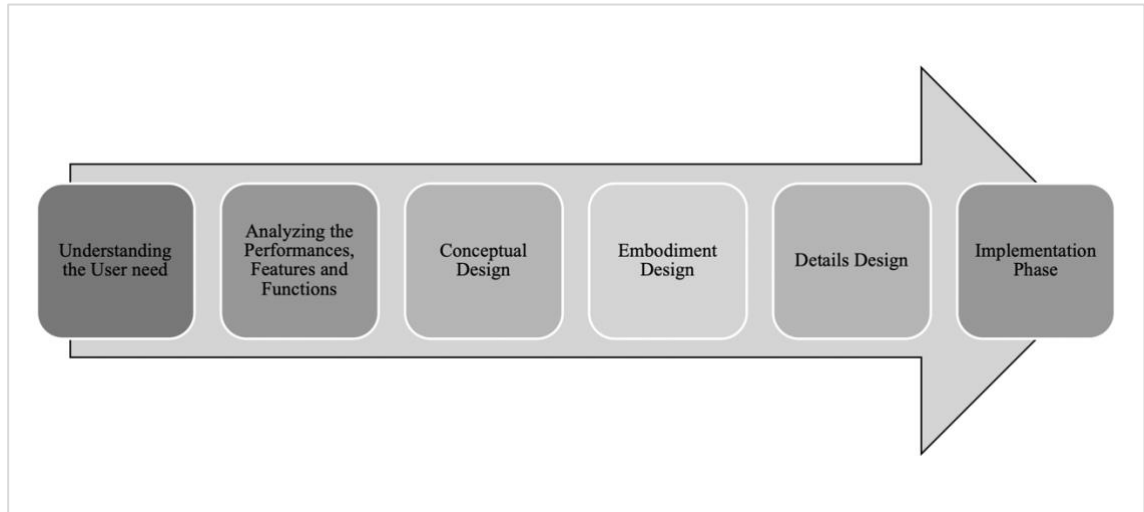 Understanding
the User need
Analyzing the
Performances,
Features and
Functions
Conceptual
Design
Embodiment
Design
Details Design
Implementation
Phase